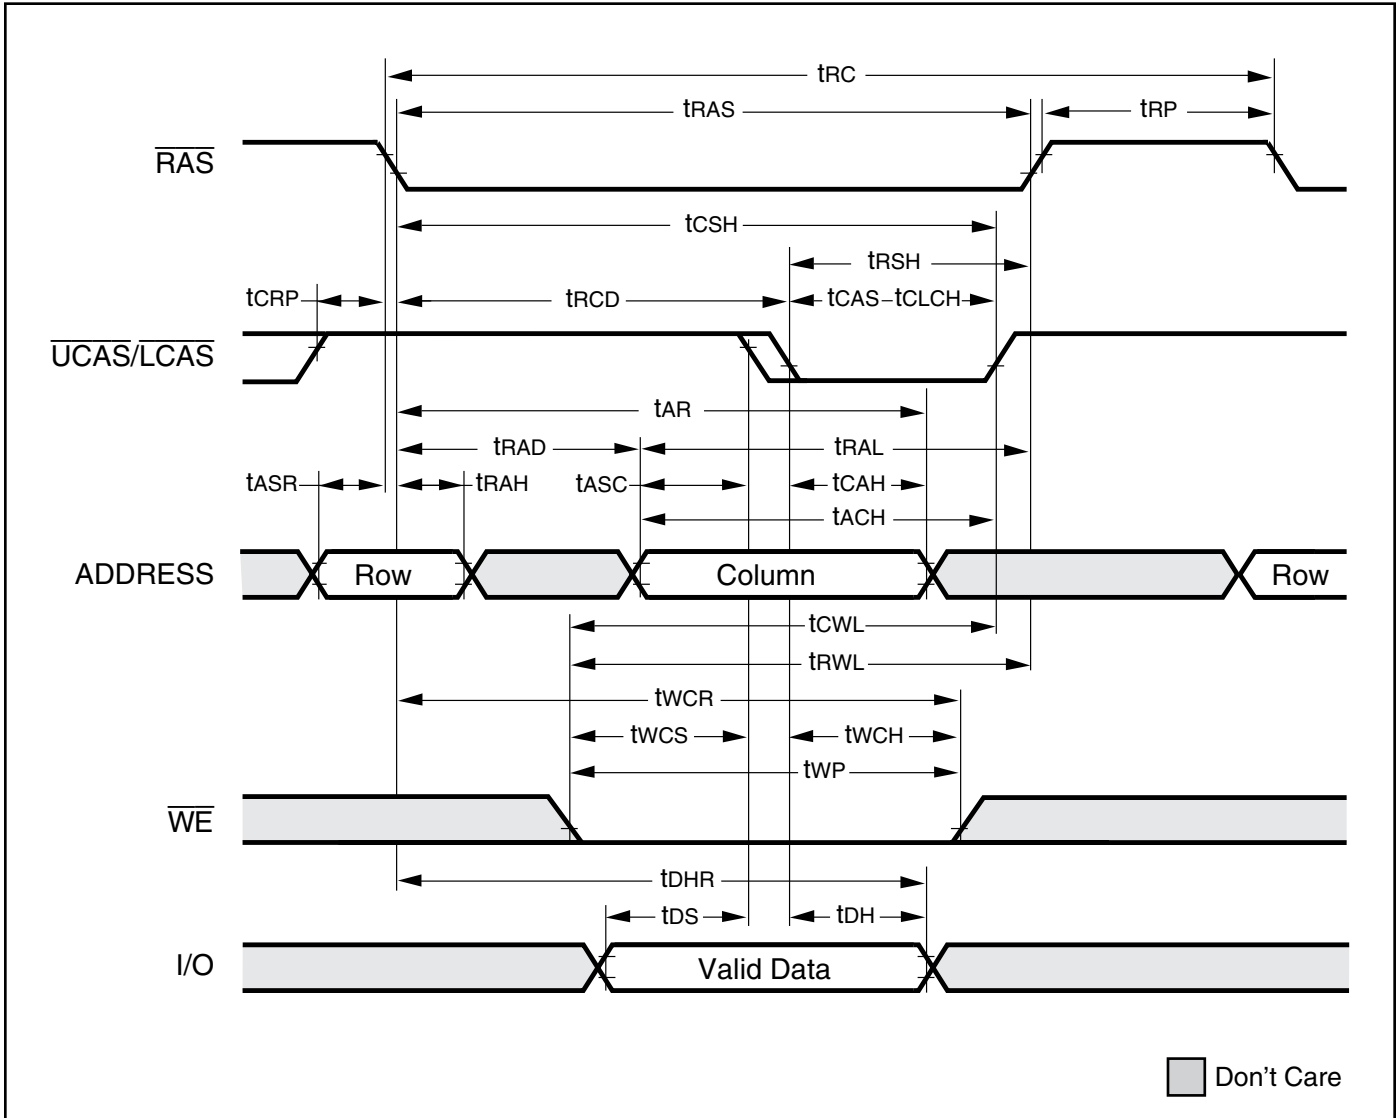 tRC
tRAS
tRP
RAS
tCSH
tRSH
tCRP
tRCD
tCAS–tCLCH
UCAS/LCAS
tAR
tRAD
tRAL
tASR
tRAH
tASC
tCAH
tACH
ADDRESS
Row
Column
Row
tCWL
tRWL
tWCR
tWCS
tWCH
tWP
WE
tDHR
tDS
tDH
I/O
Valid Data
Don't Care